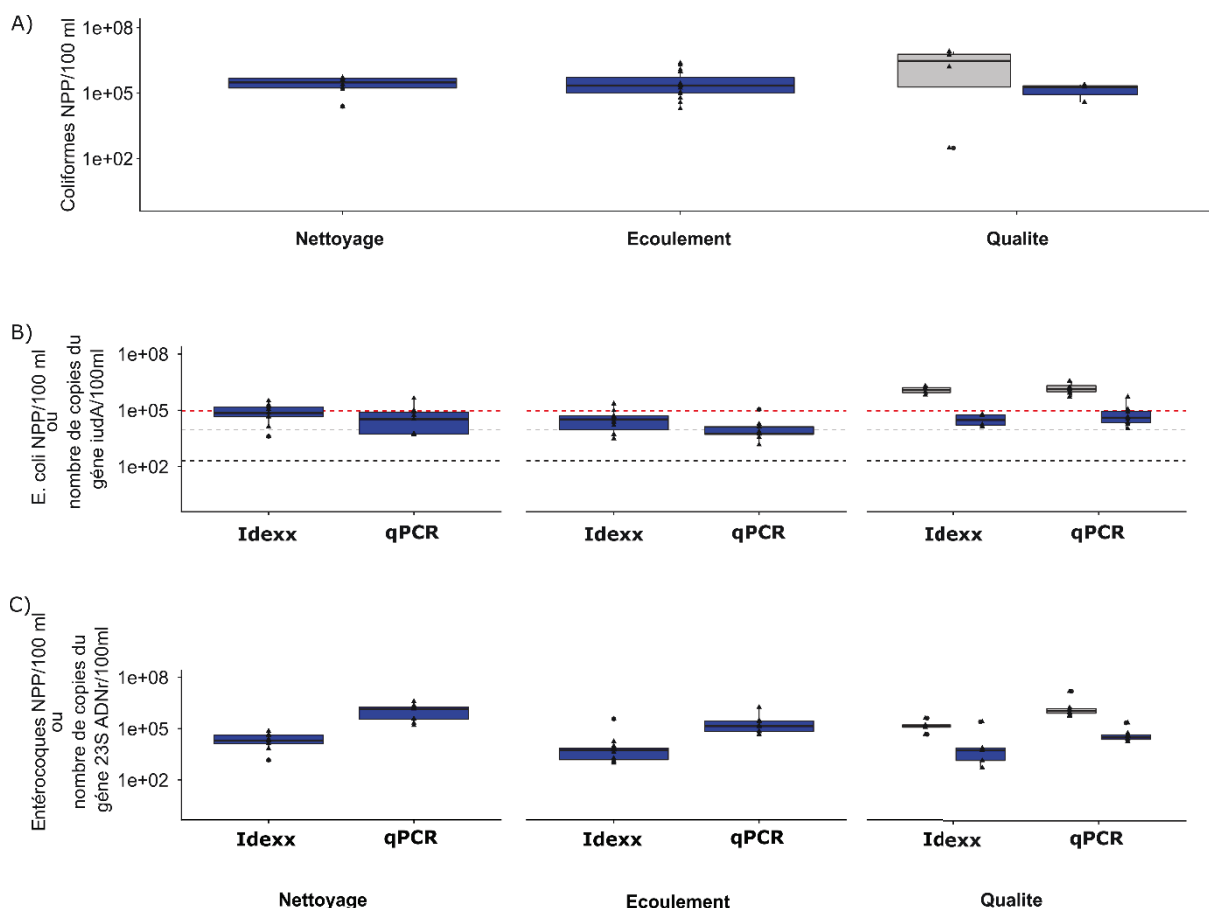 A)
Coliformes NPP/100 ml
1e+08
1e+05
1e+02
Nettoyage
Ecoulement
Qualite
B)
E. coli NPP/100 ml
ou
nombre de copies du
géne iudA/100ml
1e+08
1e+05
1e+02
Idexx
qPCR
Idexx
qPCR
Idexx
qPCR
C)
Entérocoques NPP/100 ml
ou
nombre de copies du
géne 23S ADNr/100ml
1e+08
1e+05
1e+02
Idexx
qPCR
Idexx
qPCR
Idexx
qPCR
Nettoyage
Ecoulement
Qualite